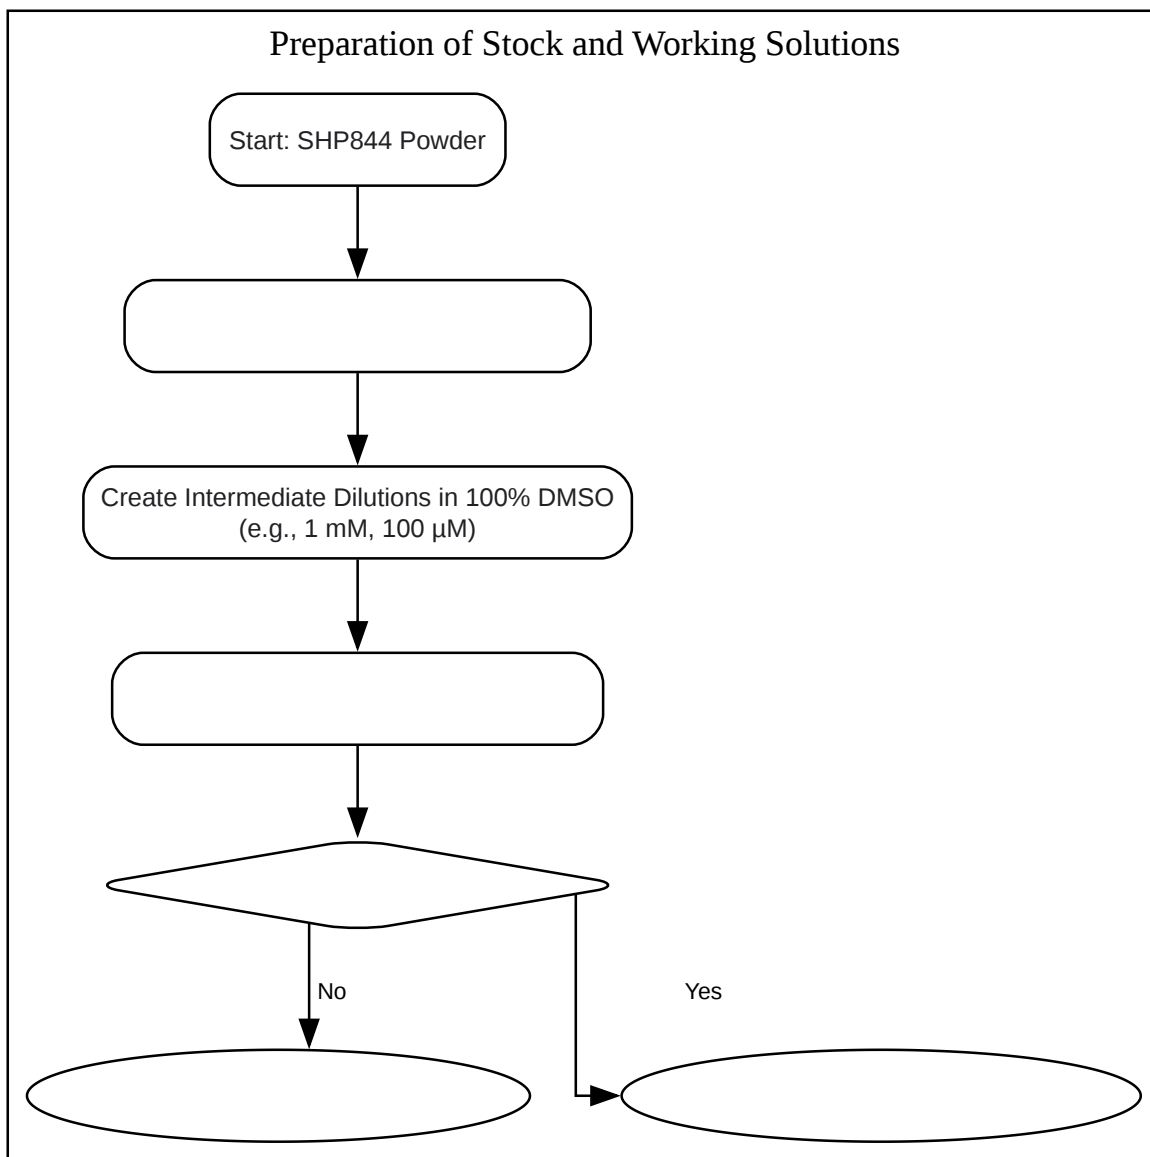 Preparation of Stock and Working Solutions
Start: SHP844 Powder
Create Intermediate Dilutions in 100% DMSO
(e.g., 1 mM, 100 µM)
No
Yes